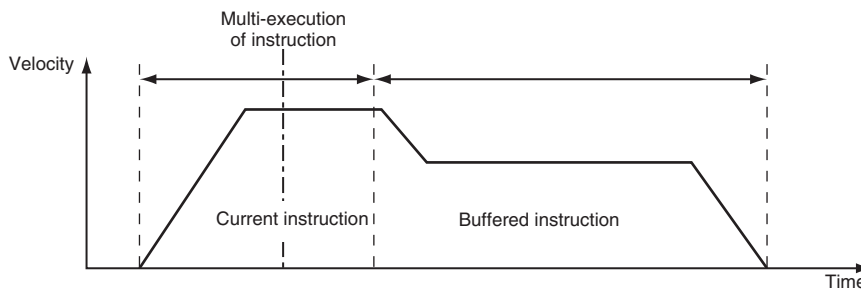 Multi-execution
of instruction
Velocity
Current instruction
Buffered instruction
Time